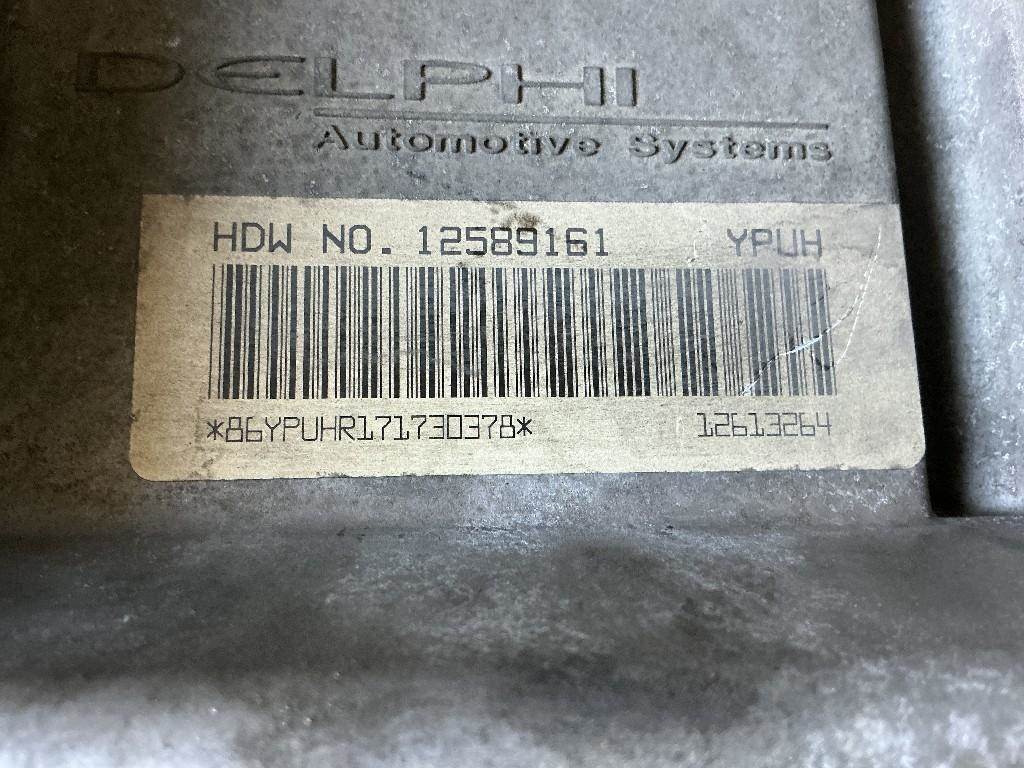 DELPHI
Automotive Systems
HDW NO. 12589161 YPUH
*86YPUHR171730378* 12613264